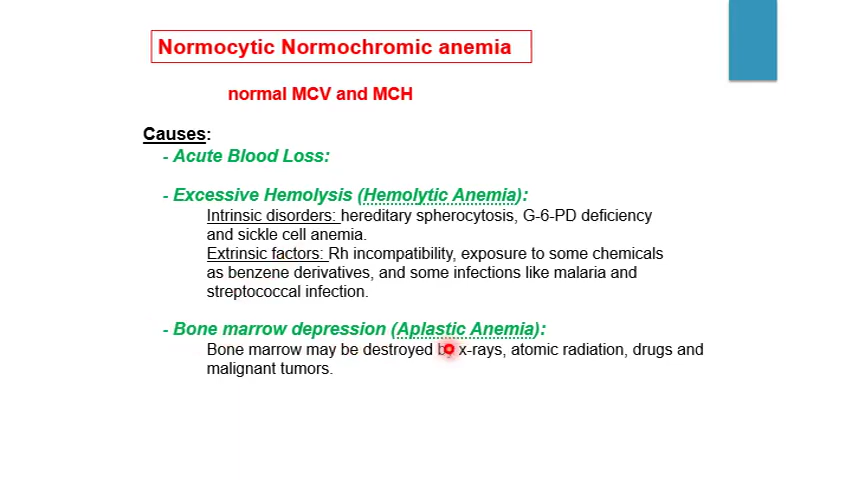 Normocytic Normochromic anemia
normal MCV and MCH
Causes:
- Acute Blood Loss:
- Excessive Hemolysis (Hemolytic Anemia):
Intrinsic disorders: hereditary spherocytosis, G-6-PD deficiency
and sickle cell anemia.
Extrinsic factors: Rh incompatibility, exposure to some chemicals
as benzene derivatives, and some infections like malaria and
streptococcal infection.
- Bone marrow depression (Aplastic Anemia):
Bone marrow may be destroyed by x-rays, atomic radiation, drugs and
malignant tumors.